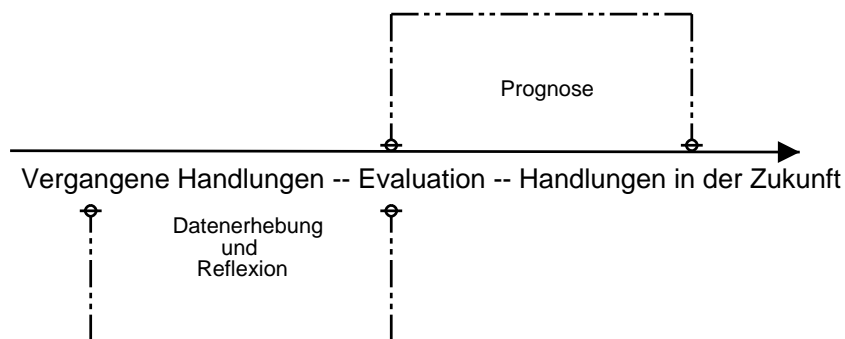 Prognose
Vergangene Handlungen -- Evaluation -- Handlungen in der Zukunft
Datenerhebung
und
Reflexion